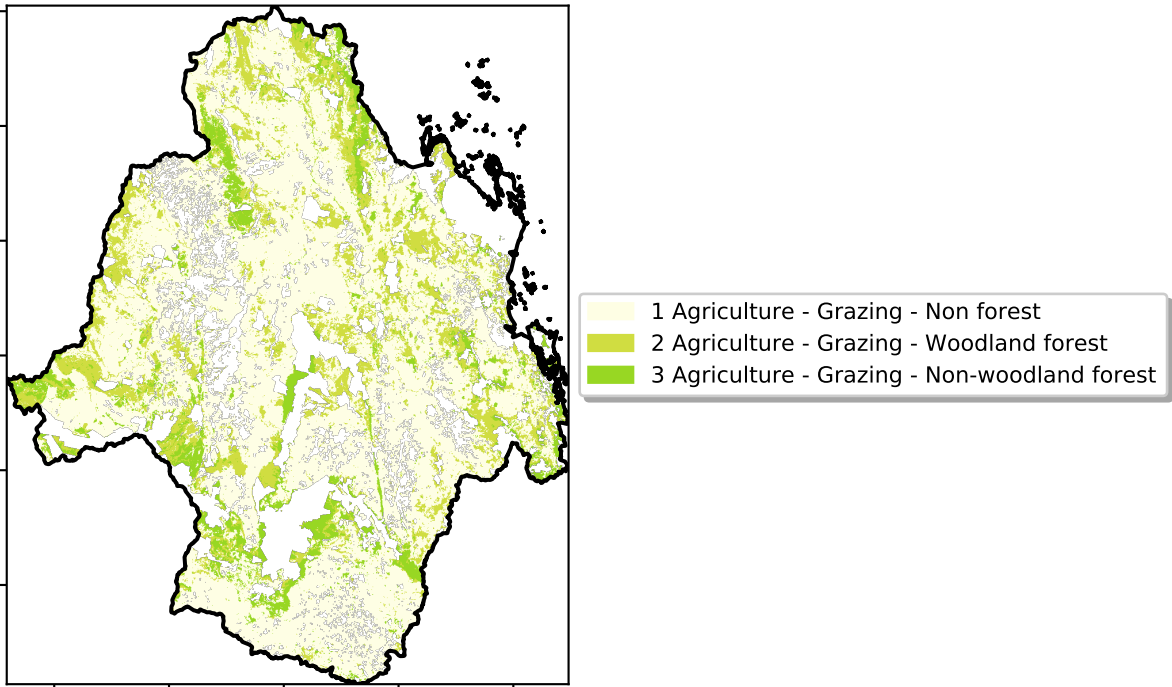 1 Agriculture - Grazing - Non forest
2 Agriculture - Grazing - Woodland forest
3 Agriculture - Grazing - Non-woodland forest